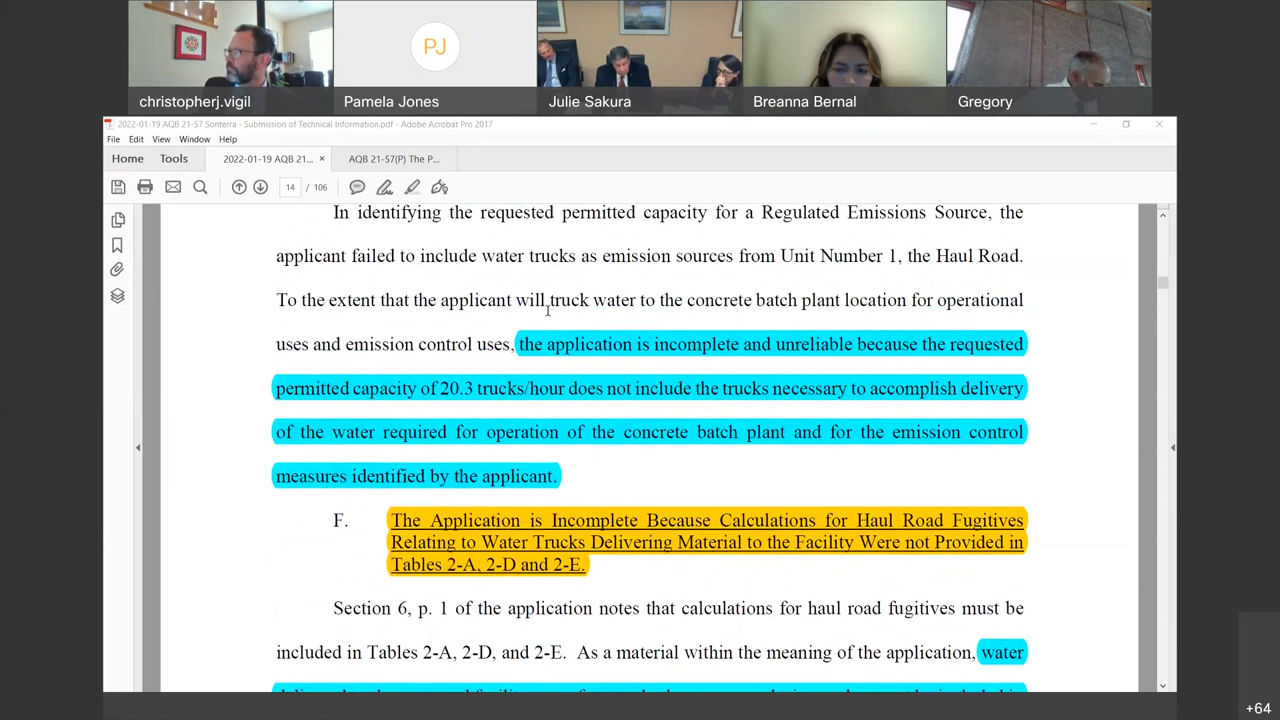 PJ
christopherj.vigil
Pamela Jones
Julie Sakura
Breanna Bernal
Gregory
2022-01-19 AQB 21-57 Sonterra - Submission of Technical Information.pdf - Adobe Acrobat Pro 2017
File Edit View Window Help
Home Tools 2022-01-19 AQB 21... × AQB 21-57(P) The P...
14 / 106
In identifying the requested permitted capacity for a Regulated Emissions Source, the
applicant failed to include water trucks as emission sources from Unit Number 1, the Haul Road.
To the extent that the applicant will truck water to the concrete batch plant location for operational
uses and emission control uses, the application is incomplete and unreliable because the requested
permitted capacity of 20.3 trucks/hour does not include the trucks necessary to accomplish delivery
of the water required for operation of the concrete batch plant and for the emission control
measures identified by the applicant.
F. The Application is Incomplete Because Calculations for Haul Road Fugitives
Relating to Water Trucks Delivering Material to the Facility Were not Provided in
Tables 2-A, 2-D and 2-E.
Section 6, p. 1 of the application notes that calculations for haul road fugitives must be
included in Tables 2-A, 2-D, and 2-E. As a material within the meaning of the application, water
+64